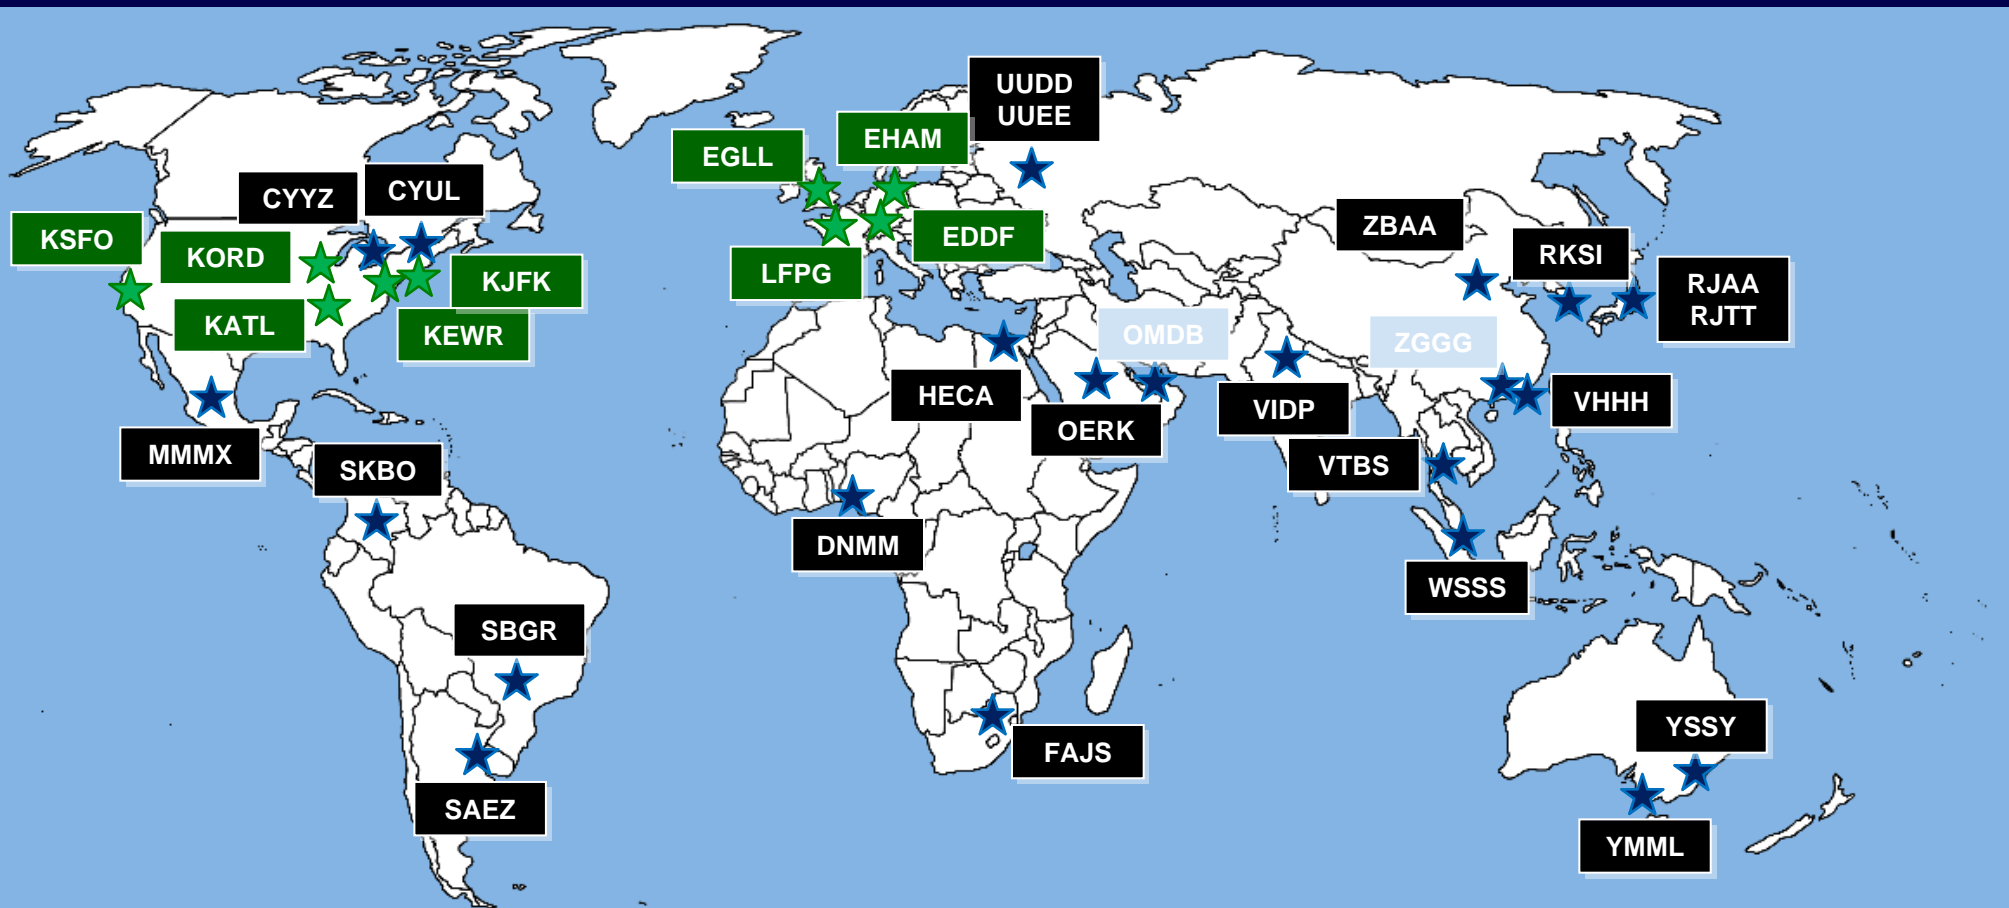 UUDD
UUEE
EHAM
EGLL
CYUL
CYYZ
KSFO
KORD
ZBAA
EDDF
RKSI
LFPG
KJFK
RJAA
RJTT
KATL
KEWR
OMDB
ZGGG
HECA
VIDP
VHHH
OERK
MMMX
SKBO
VTBS
DNMM
WSSS
SBGR
YSSY
FAJS
SAEZ
YMML